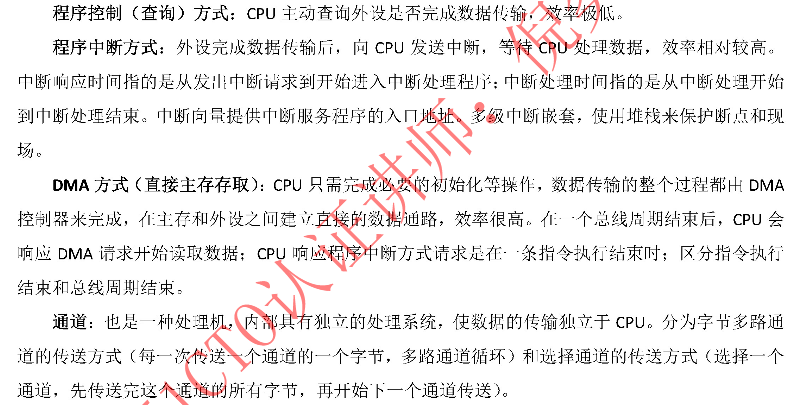 程序控制（查询）方式：CPU 主动查询外设是否完成数据传输，效率极低。
程序中断方式：外设完成数据传输后，向 CPU 发送中断，等待 CPU 处理数据，效率相对较高。
中断响应时间指的是从发出中断请求到开始进入中断处理程序；中断处理时间指的是从中断处理开始
到中断处理结束。中断向量提供中断服务程序的入口地址。多级中断嵌套，使用堆栈来保护断点和现
场。
DMA 方式（直接主存存取）：CPU 只需完成必要的初始化等操作，数据传输的整个过程都由 DMA
控制器来完成，在主存和外设之间建立直接的数据通路，效率很高。在一个总线周期结束后，CPU 会
响应 DMA 请求开始读取数据；CPU 响应程序中断方式请求是在一条指令执行结束时；区分指令执行
结束和总线周期结束。
通道：也是一种处理机，内部具有独立的处理系统，使数据的传输独立于 CPU。分为字节多路通
道的传送方式（每一次传送一个通道的一个字节，多路通道循环）和选择通道的传送方式（选择一个
通道，先传送完这个通道的所有字节，再开始下一个通道传送）。
CTO认证讲师：倪